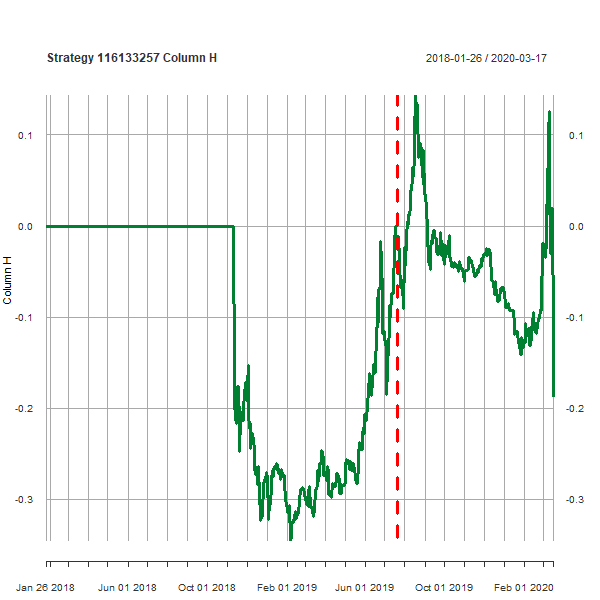 Strategy 116133257 Column H
2018-01-26 / 2020-03-17
0.1
0.1
0.0
0.0
-0.1
-0.1
-0.2
-0.2
-0.3
-0.3
Column H
Jan 26 2018
Jun 01 2018
Oct 01 2018
Feb 01 2019
Jun 01 2019
Oct 01 2019
Feb 01 2020